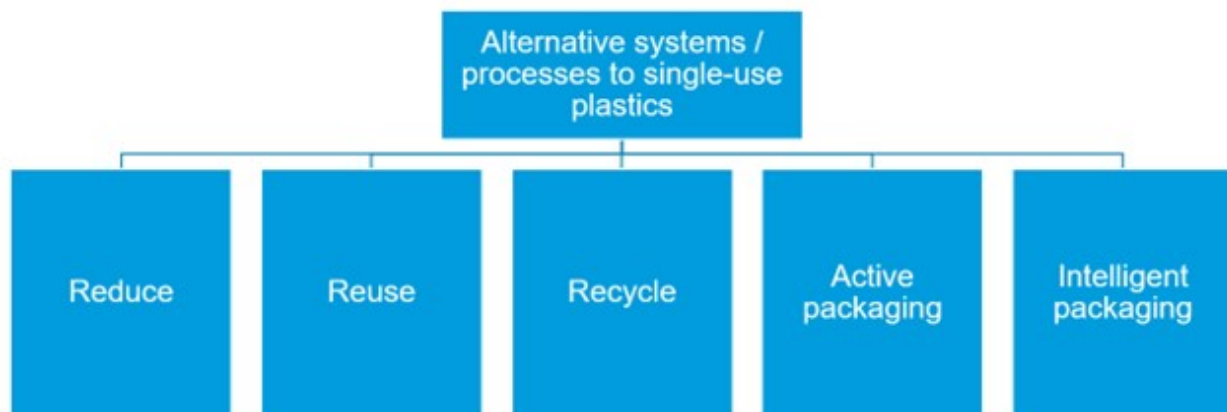 Alternative systems /
processes to single-use
plastics
Reduce
Reuse
Recycle
Active
packaging
Intelligent
packaging